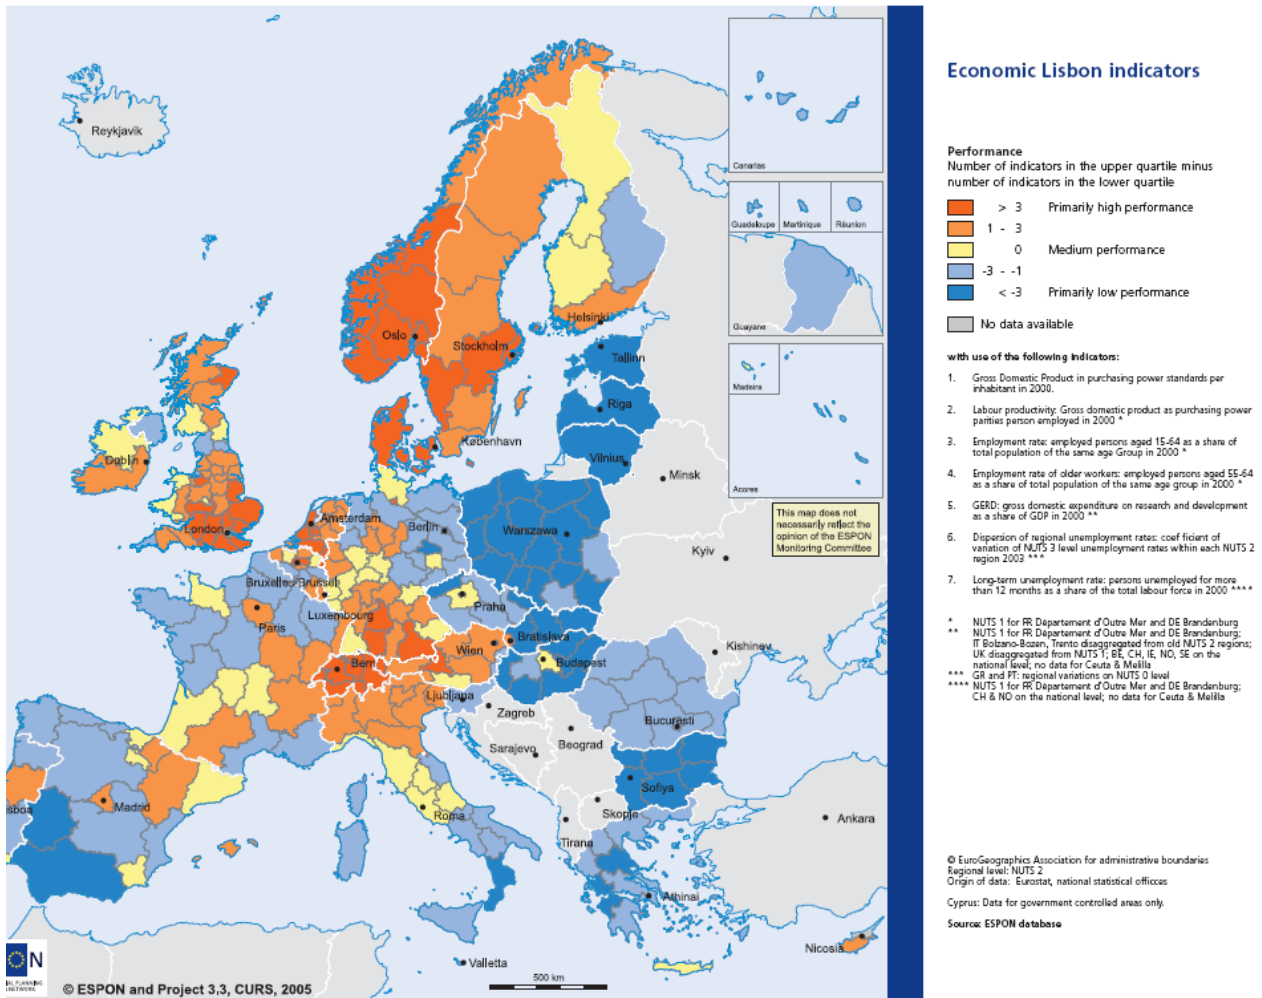 Reykjavik
Oslo
Stockholm
Helsinki
Tallinn
Riga
Vilnius
Minsk
København
Dublin
London
Amsterdam
Berlin
Warszawa
Kyiv
Bruxelles/Brüssel
Luxembourg
Paris
Praha
Bratislava
Wien
Budapest
Bern
Kishinev
Ljubljana
Zagreb
Beograd
Bucuresti
Sarajevo
Sofiya
Skopje
Tirana
Madrid
sboa
Roma
Ankara
Athinai
Valletta
Nicosia
Canarias
Guadeloupe Martinique Réunion
Guayane
Madeira
Acores
This map does not
necessarily reflect the
opinion of the ESPON
Monitoring Committee
500 km
ON
© ESPON and Project 3.3, CURS, 2005
Economic Lisbon indicators
Performance
Number of indicators in the upper quartile minus
number of indicators in the lower quartile
> 3 Primarily high performance
1 - 3
0 Medium performance
-3 - -1
< -3 Primarily low performance
No data available
with use of the following indicators:
1. Gross Domestic Product in purchasing power standards per
inhabitant in 2000.
2. Labour productivity: Gross domestic product as purchasing power
parities person employed in 2000 *
3. Employment rate: employed persons aged 15-64 as a share of
total population of the same age Group in 2000 *
4. Employment rate of older workers: employed persons aged 55-64
as a share of total population of the same age group in 2000 *
5. GERD: gross domestic expenditure on research and development
as a share of GDP in 2000 **
6. Dispersion of regional unemployment rates: coef ficient of
variation of NUTS 3 level unemployment rates within each NUTS 2
region 2003 ***
7. Long-term unemployment rate: persons unemployed for more
than 12 months as a share of the total labour force in 2000 ****
* NUTS 1 for FR Département d'Outre Mer and DE Brandenburg
** NUTS 1 for FR Département d'Outre Mer and DE Brandenburg;
IT Bolzano-Bozen, Trento disaggregated from old NUTS 2 regions;
UK disaggregated from NUTS 1; BE, CH, IE, NO, SE on the
national level; no data for Ceuta & Melilla
*** GR and PT: regional variations on NUTS 0 level
**** NUTS 1 for FR Département d'Outre Mer and DE Brandenburg;
CH & NO on the national level; no data for Ceuta & Melilla
© EuroGeographics Association for administrative boundaries
Regional level: NUTS 2
Origin of data: Eurostat, national statistical offices
Cyprus: Data for government controlled areas only.
Source: ESPON database